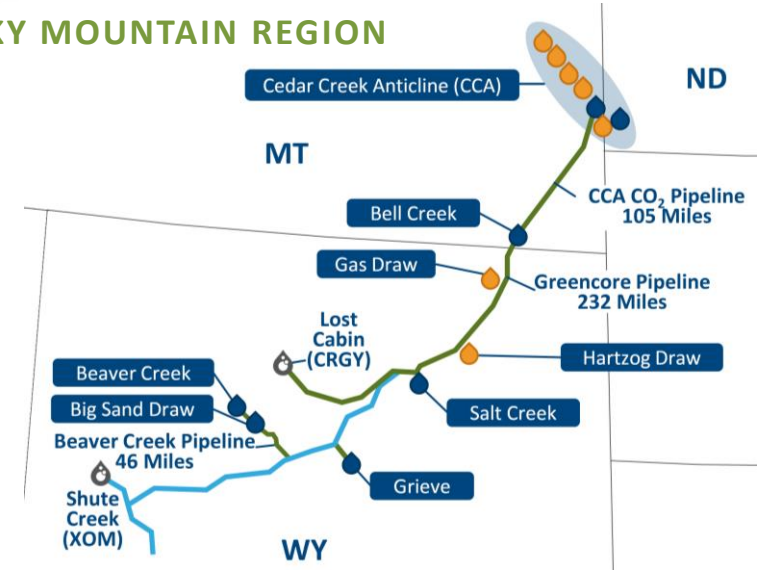 KY MOUNTAIN REGION
Cedar Creek Anticline (CCA)
ND
MT
CCA CO₂ Pipeline
105 Miles
Bell Creek
Gas Draw
Greencore Pipeline
232 Miles
Lost
Cabin
(CRGY)
Hartzog Draw
Beaver Creek
Big Sand Draw
Salt Creek
Beaver Creek Pipeline
46 Miles
Grieve
Shute
Creek
(XOM)
WY